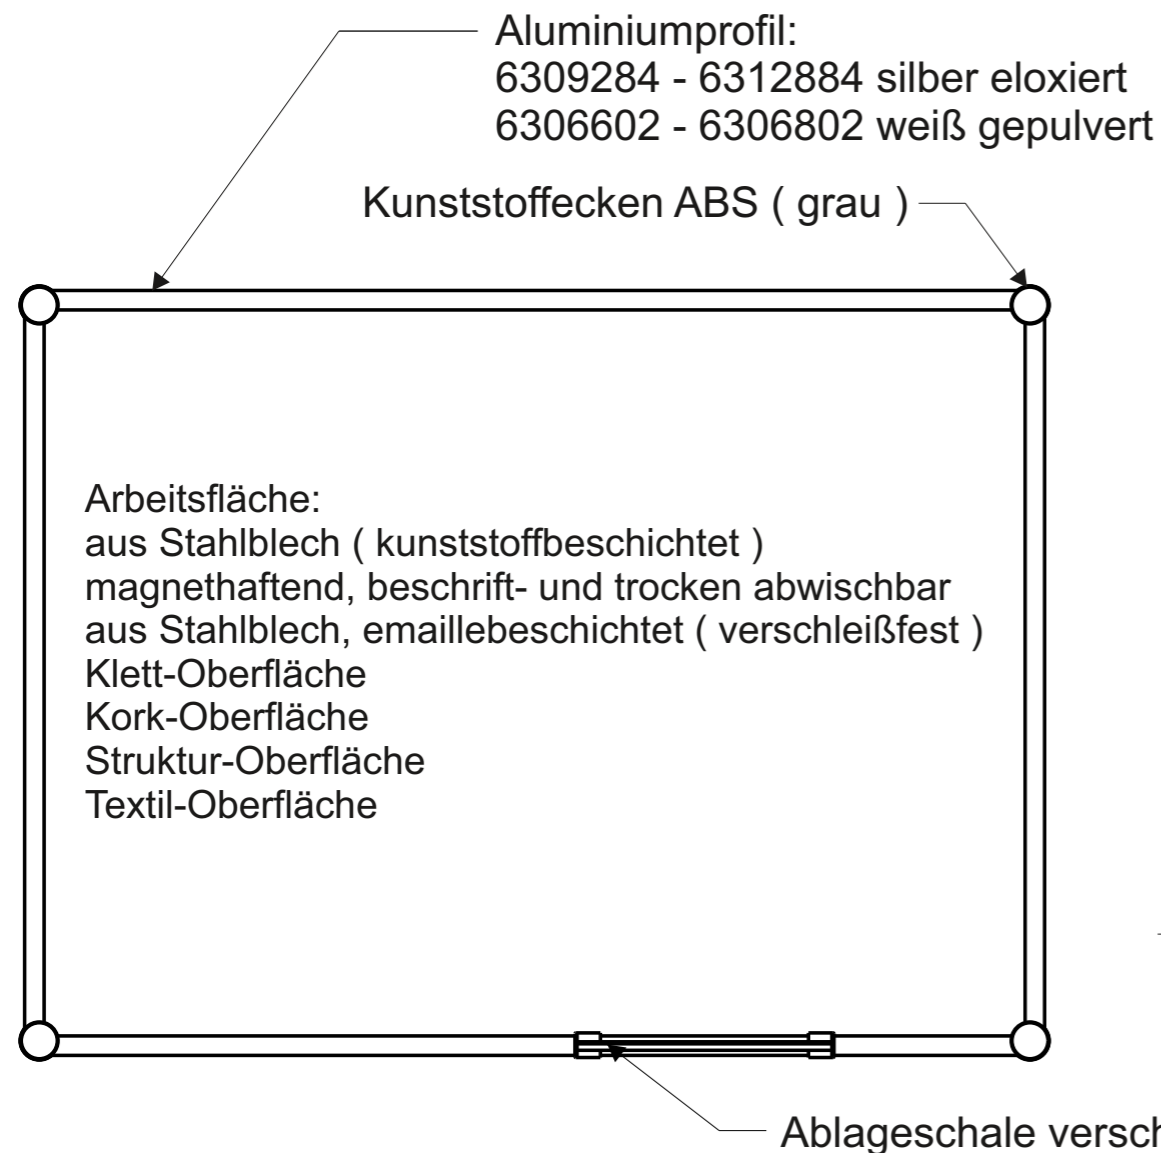 Aluminiumprofil:
6309284 - 6312884 silber eloxiert
6306602 - 6306802 weiß gepulvert
Kunststoffecken ABS ( grau )
Arbeitsfläche:
aus Stahlblech ( kunststoffbeschichtet )
magnethaftend, beschrift- und trocken abwischbar
aus Stahlblech, emaillebeschichtet ( verschleißfest )
Klett-Oberfläche
Kork-Oberfläche
Struktur-Oberfläche
Textil-Oberfläche
Ablageschale